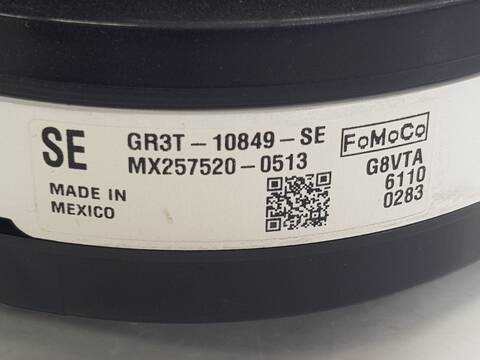 SE
GR3T-10849-SE
MX257520-0513
MADE IN
MEXICO
FoMoCo
G8VTA
6110
0283